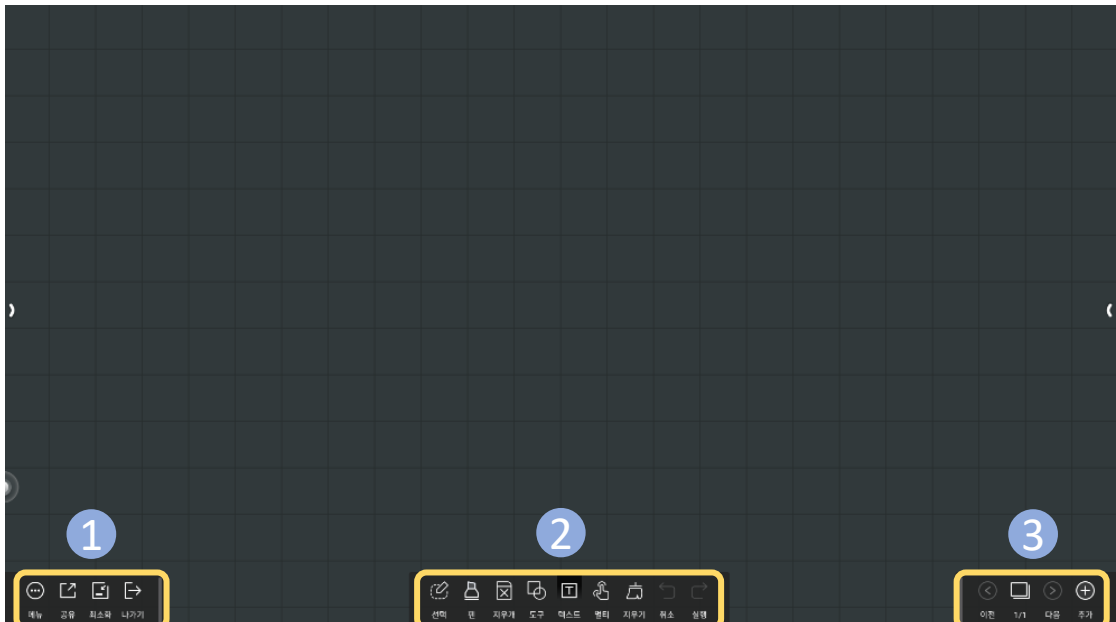 1
2
3
메뉴 공유 최소화 나가기
선택 펜 지우개 도구 텍스트 멀티 지우기 취소 실행
이전 1/1 다음 추가